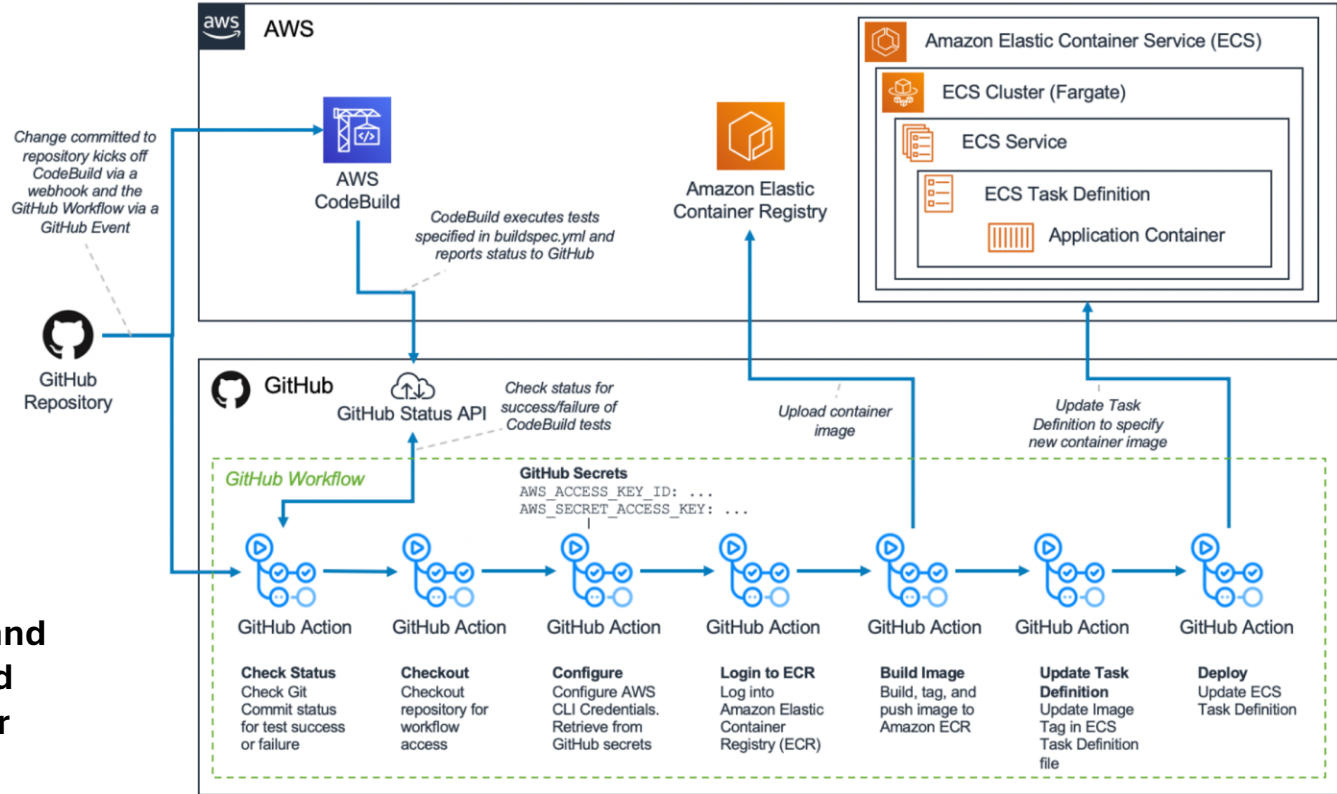 aws
AWS
Amazon Elastic Container Service (ECS)
ECS Cluster (Fargate)
ECS Service
ECS Task Definition
Application Container
Change committed to
repository kicks off
CodeBuild via a
webhook and the
GitHub Workflow via a
GitHub Event
AWS
CodeBuild
CodeBuild executes tests
specified in buildspec.yml and
reports status to GitHub
Amazon Elastic
Container Registry
GitHub
Repository
GitHub
GitHub Status API
Check status for
success/failure of
CodeBuild tests
Upload container
image
Update Task
Definition to specify
new container image
GitHub Workflow
GitHub Secrets
AWS_ACCESS_KEY_ID: ...
AWS_SECRET_ACCESS_KEY: ...
GitHub Action
Check Status
Check Git
Commit status
for test success
or failure
GitHub Action
Checkout
Checkout
repository for
workflow
access
GitHub Action
Configure
Configure AWS
CLI Credentials.
Retrieve from
GitHub secrets
GitHub Action
Login to ECR
Log into
Amazon Elastic
Container
Registry (ECR)
GitHub Action
Build Image
Build, tag, and
push image to
Amazon ECR
GitHub Action
Update Task
Definition
Update Image
Tag in ECS
Task Definition
file
GitHub Action
Deploy
Update ECS
Task Definition